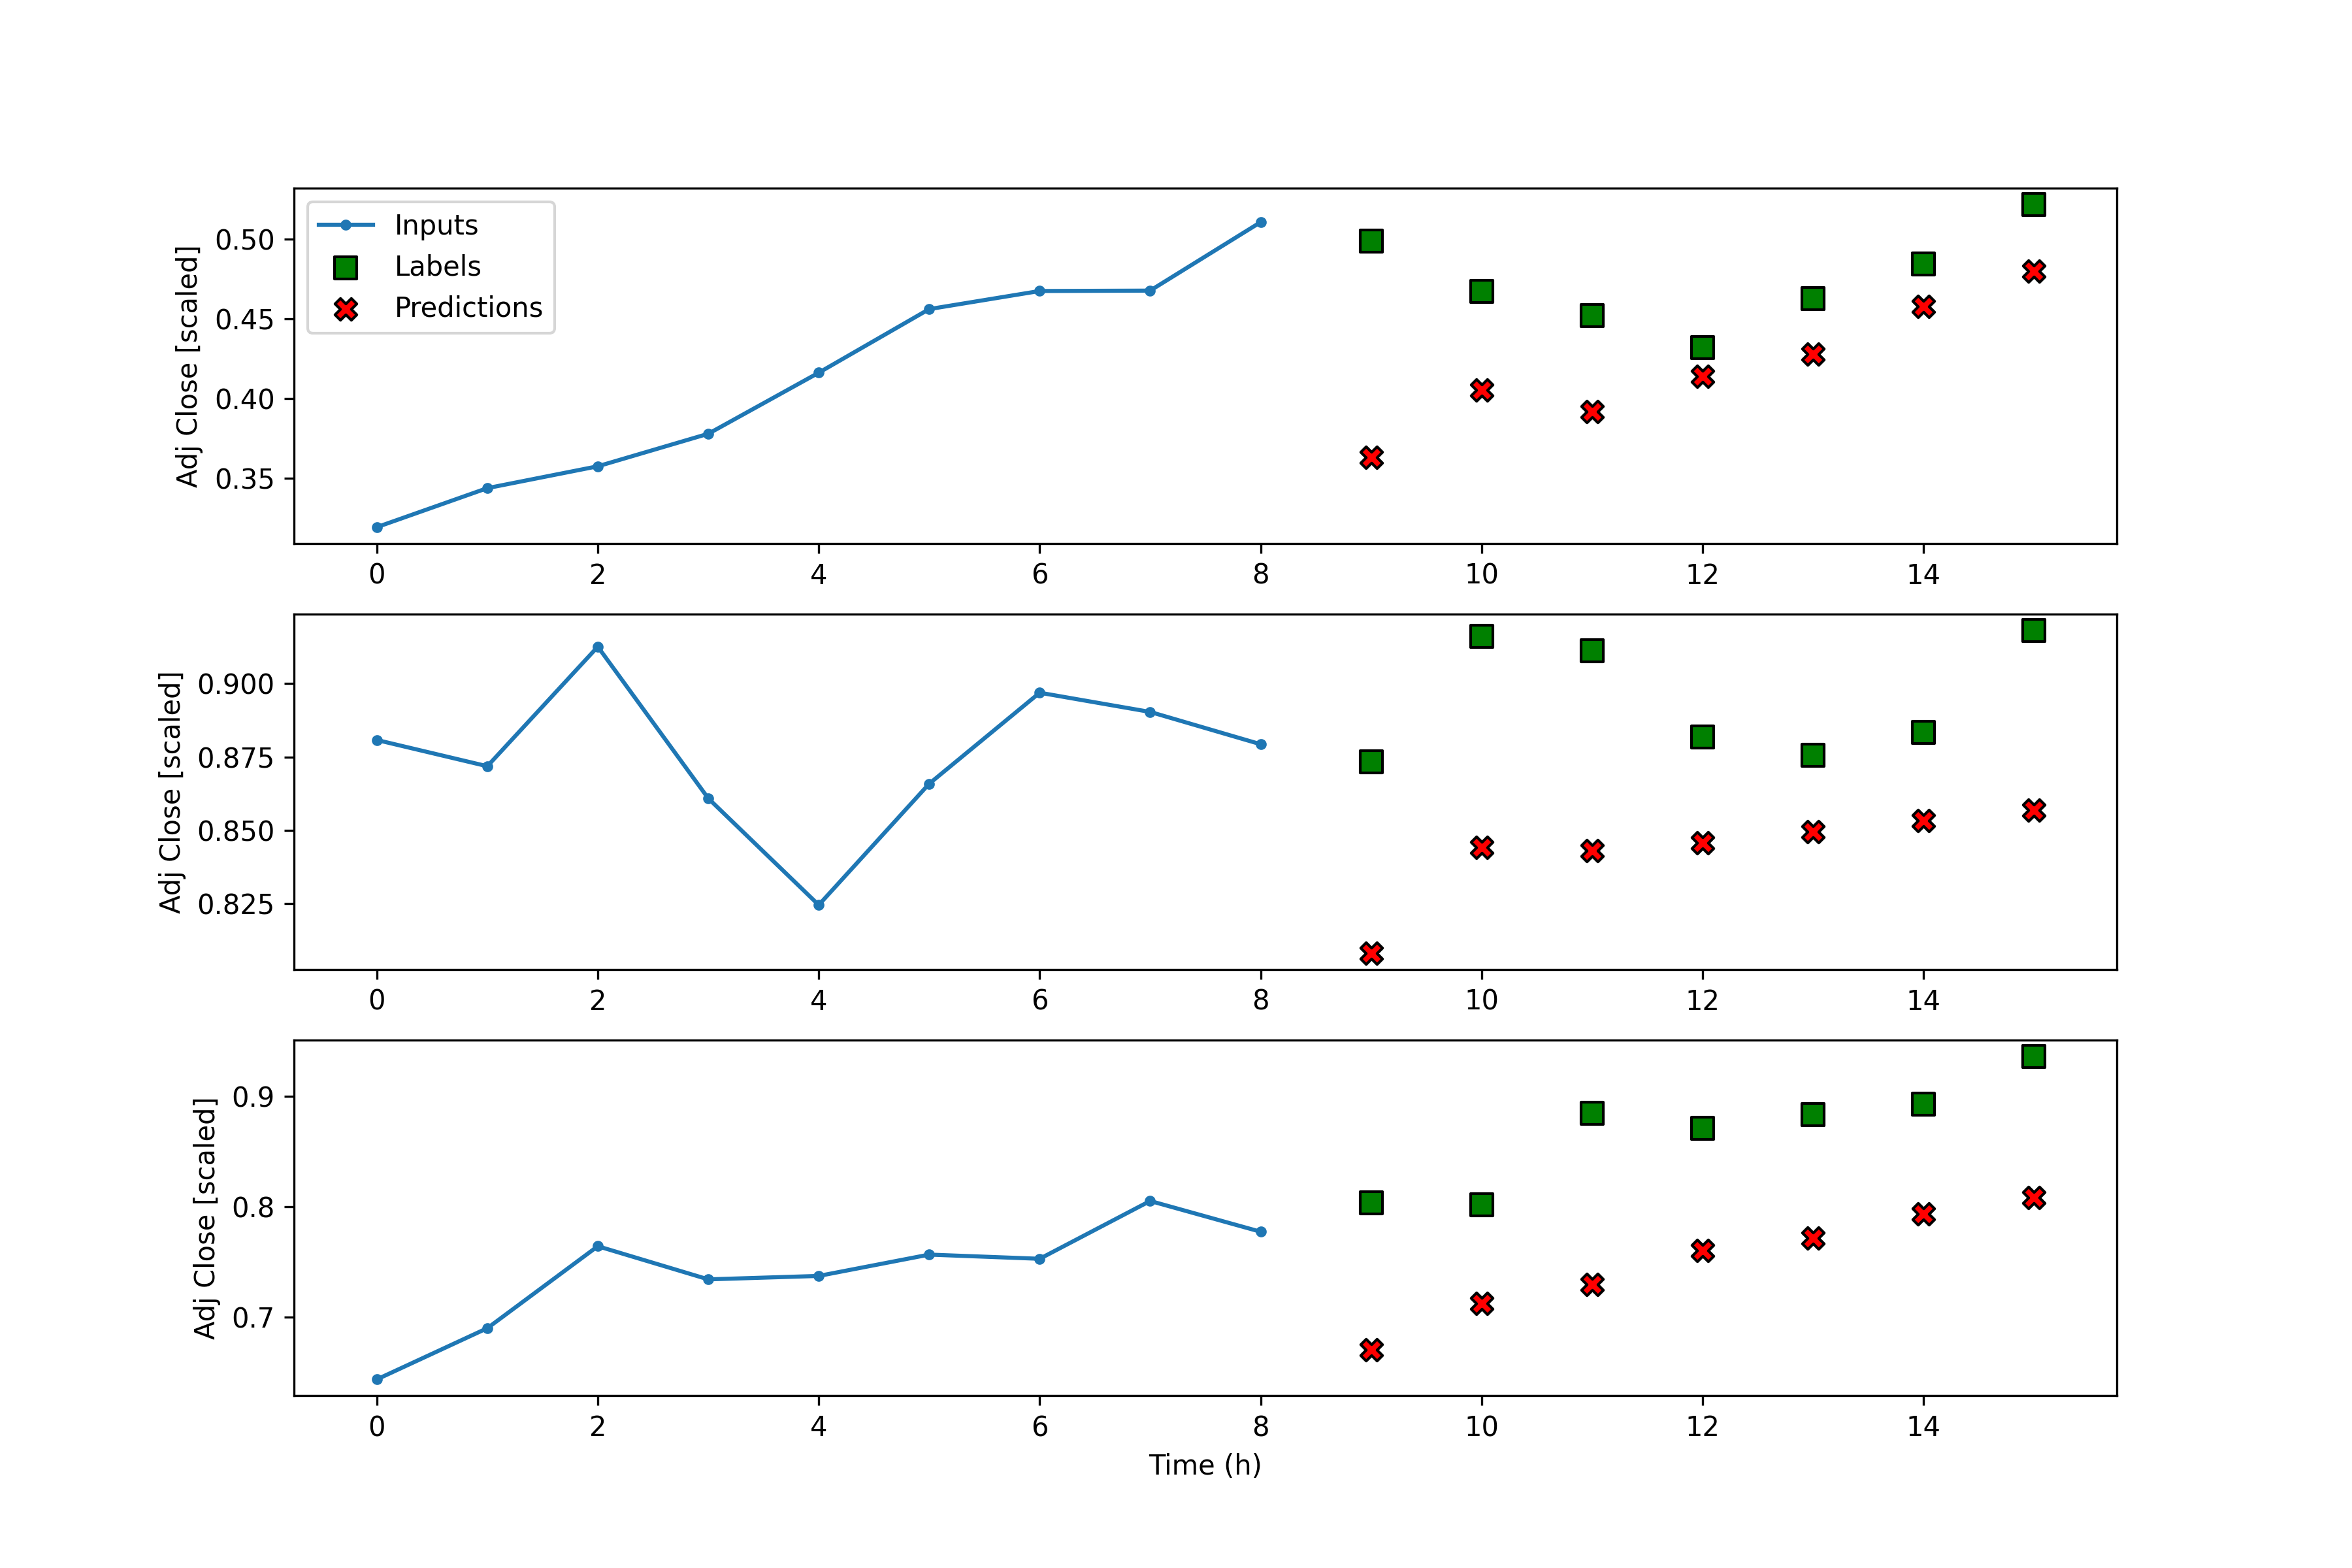 Adj Close [scaled]
0.50
0.45
0.40
0.35
Inputs
Labels
Predictions
0 2 4 6 8 10 12 14
Adj Close [scaled]
0.900
0.875
0.850
0.825
0 2 4 6 8 10 12 14
Adj Close [scaled]
0.9
0.8
0.7
0 2 4 6 8 10 12 14
Time (h)